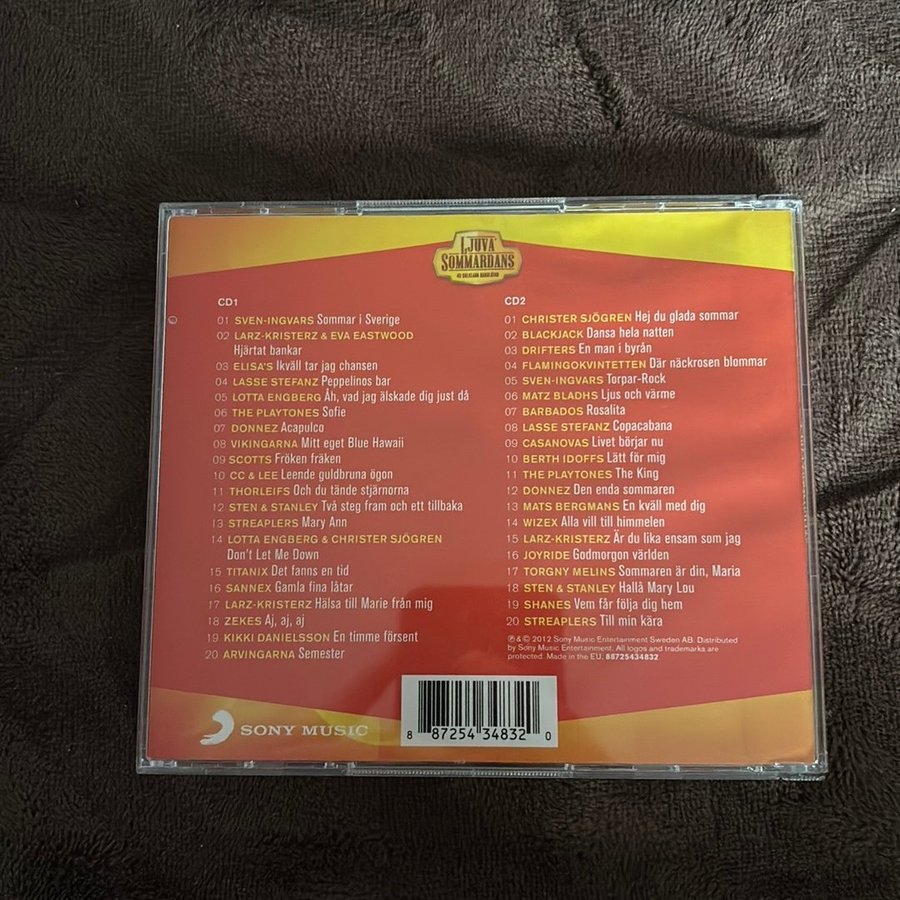 LJUVA
SOMMARDANS
CD1
01 SVEN-INGVARS Sommar i Sverige
02 LARZ-KRISTERZ & EVA EASTWOOD
Hjärtat bankar
03 ELISA'S Ikväll tar jag chansen
04 LASSE STEFANZ Peppelinos bar
05 LOTTA ENGBERG Åh, vad jag älskade dig just då
06 THE PLAYTONES Sofie
07 DONNEZ Acapulco
08 VIKINGARNA Mitt eget Blue Hawaii
09 SCOTTS Fröken fräken
10 CC & LEE Leende guldbruna ögon
11 THORLEIFS Och du tände stjärnorna
12 STEN & STANLEY Två steg fram och ett tillbaka
13 STREAPLERS Mary Ann
14 LOTTA ENGBERG & CHRISTER SJÖGREN
Don't Let Me Down
15 TITANIX Det fanns en tid
16 SANNEX Gamla fina låtar
17 LARZ-KRISTERZ Hälsa till Marie från mig
18 ZEKES Aj, aj, aj
19 KIKKI DANIELSSON En timme försent
20 ARVINGARNA Semester
CD2
01 CHRISTER SJÖGREN Hej du glada sommar
02 BLACKJACK Dansa hela natten
03 DRIFTERS En man i byrån
04 FLAMINGOKVINTETTEN Där näckrosen blommar
05 SVEN-INGVARS Torpar-Rock
06 MATZ BLADHS Ljus och värme
07 BARBADOS Rosalita
08 LASSE STEFANZ Copacabana
09 CASANOVAS Livet börjar nu
10 BERTH IDOFFS Lätt för mig
11 THE PLAYTONES The King
12 DONNEZ Den enda sommaren
13 MATS BERGMANS En kväll med dig
14 WIZEX Alla vill till himmelen
15 LARZ-KRISTERZ Är du lika ensam som jag
16 JOYRIDE Godmorgon världen
17 TORGNY MELINS Sommaren är din, Maria
18 STEN & STANLEY Hallå Mary Lou
19 SHANES Vem får följa dig hem
20 STREAPLERS Till min kära
℗ & © 2012 Sony Music Entertainment Sweden AB. Distributed
by Sony Music Entertainment. All logos and trademarks are
protected. Made in the EU. 88725434832
SONY MUSIC
8 87254 34832 0